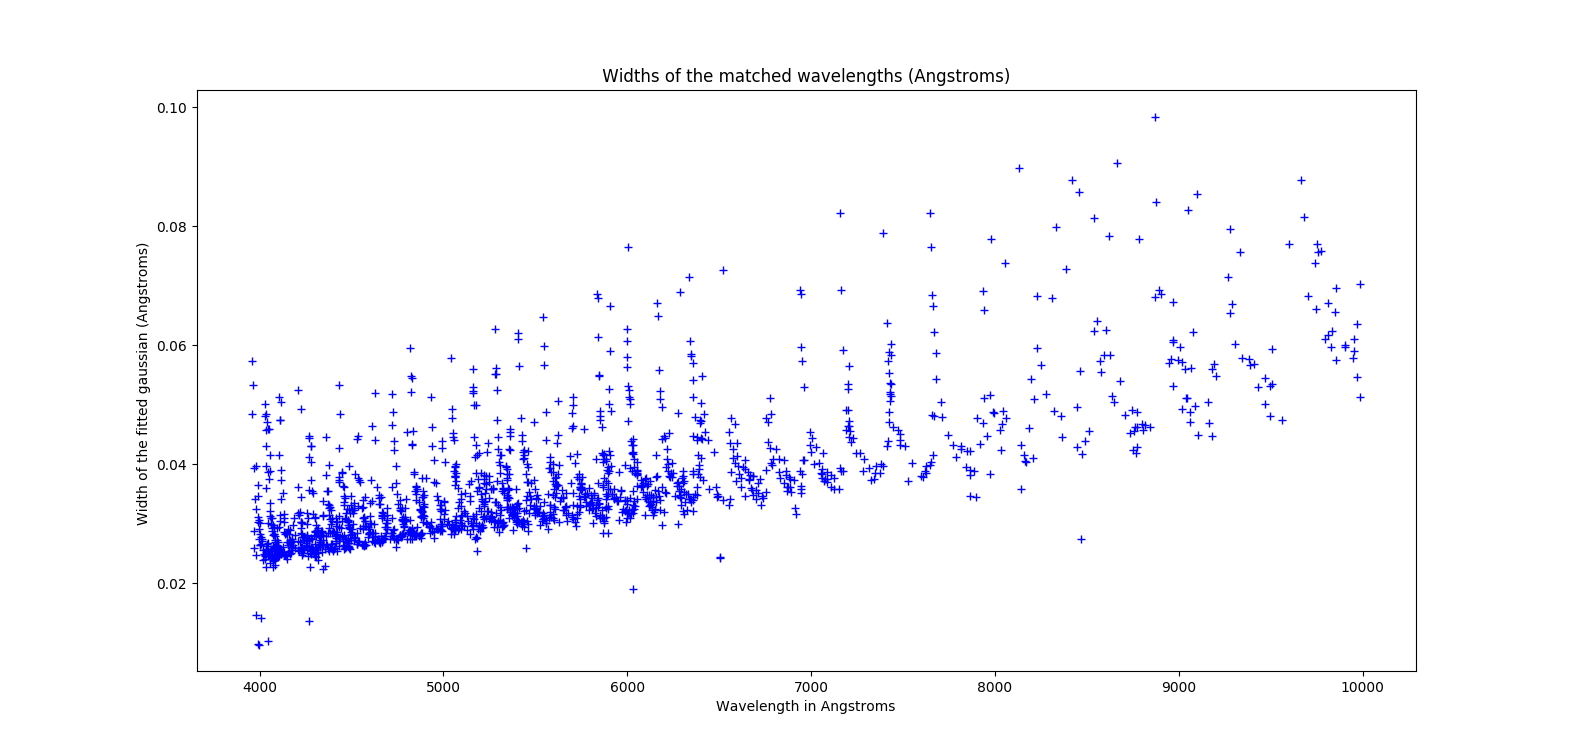 Widths of the matched wavelengths (Angstroms)
Width of the fitted gaussian (Angstroms)
0.10
0.08
0.06
0.04
0.02
4000 5000 6000 7000 8000 9000 10000
Wavelength in Angstroms